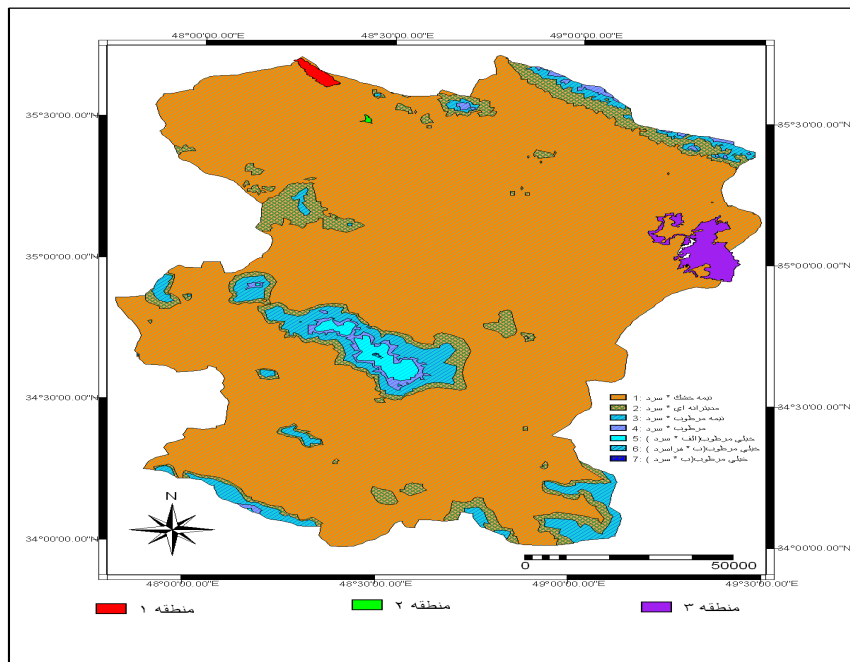 48°00'00.00"E 48°30'00.00"E 49°00'00.00"E
35°30'00.00"N 35°30'00.00"N
35°00'00.00"N 35°00'00.00"N
34°30'00.00"N 34°30'00.00"N
1: نیمه خشك * سرد
2: مدیترانه ای * سرد
3: نیمه مرطوب * سرد
4: مرطوب * سرد
5: خیلی مرطوب(الف * سرد )
6: خیلی مرطوب(ب * فراسرد )
7: خیلی مرطوب(ب * سرد )
N
34°00'00.00"N 34°00'00.00"N
0 50000
48°00'00.00"E 48°30'00.00"E 49°00'00.00"E 49°30'00.00"E
منطقه ۱ منطقه ۲ منطقه ۳